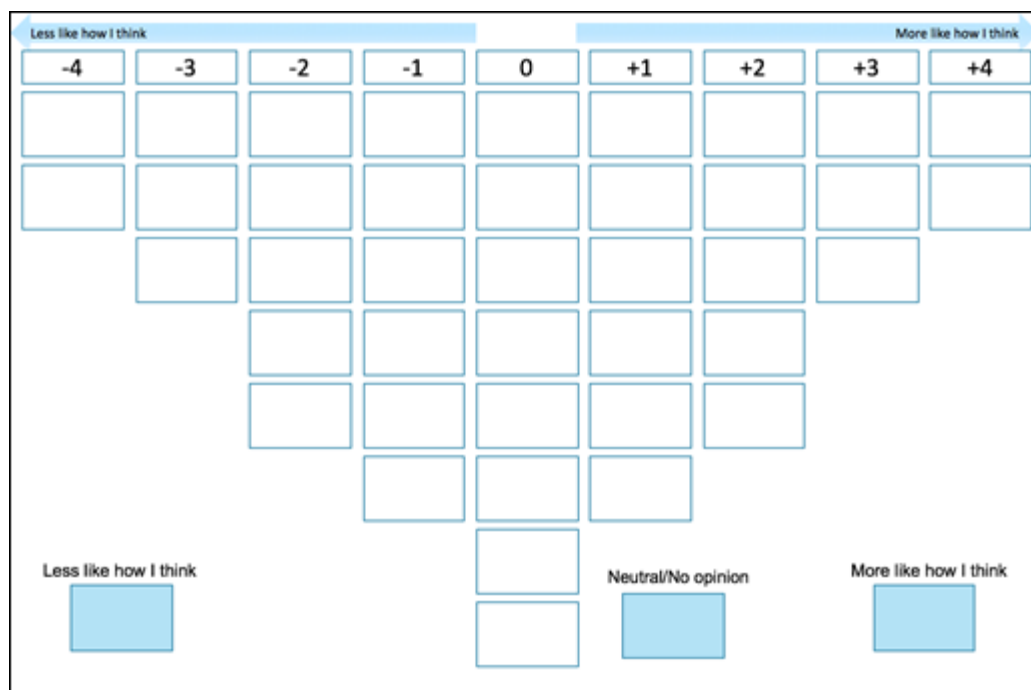 Less like how I think
More like how I think
-4 -3 -2 -1 0 +1 +2 +3 +4
Less like how I think
Neutral/No opinion
More like how I think